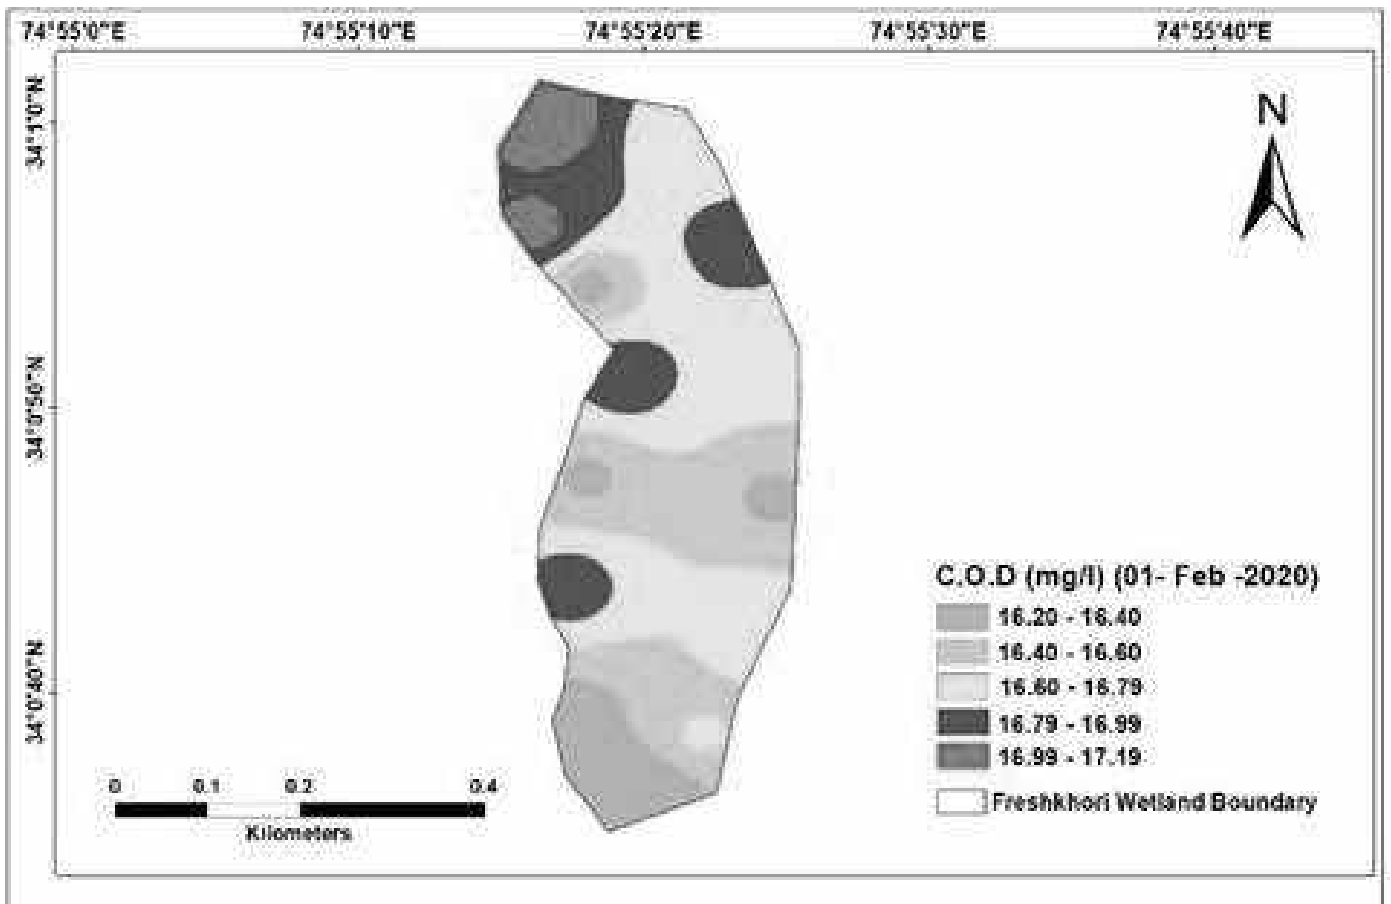 74°55'0"E 74°55'10"E 74°55'20"E 74°55'30"E 74°55'40"E
34°1'0"N
N
34°0'50"N
C.O.D (mg/l) (01- Feb -2020)
16.20 - 16.40
16.40 - 16.60
16.60 - 16.79
34°0'40"N
16.79 - 16.99
16.99 - 17.19
0 0.1 0.2 0.4
Freshkhori Wetland Boundary
Kilometers